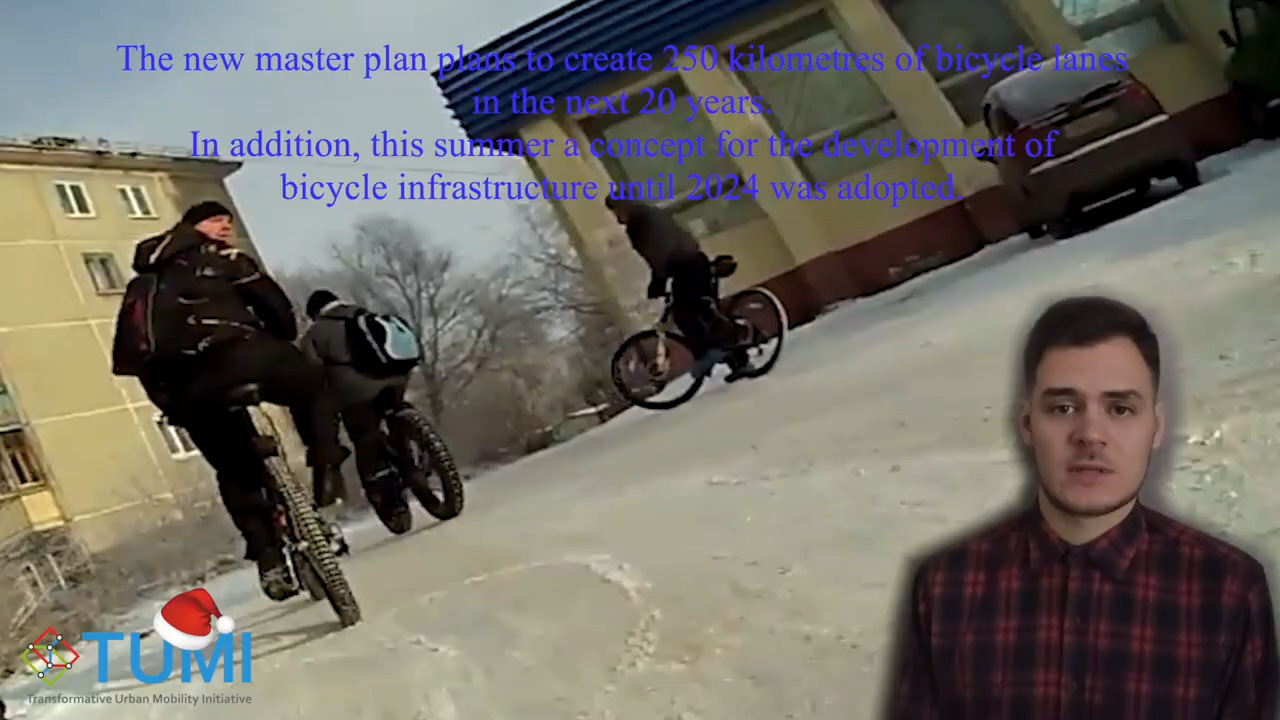 The new master plan plans to create 250 kilometres of bicycle lanes
in the next 20 years.
In addition, this summer a concept for the development of
bicycle infrastructure until 2024 was adopted.
TUMI
Transformative Urban Mobility Initiative